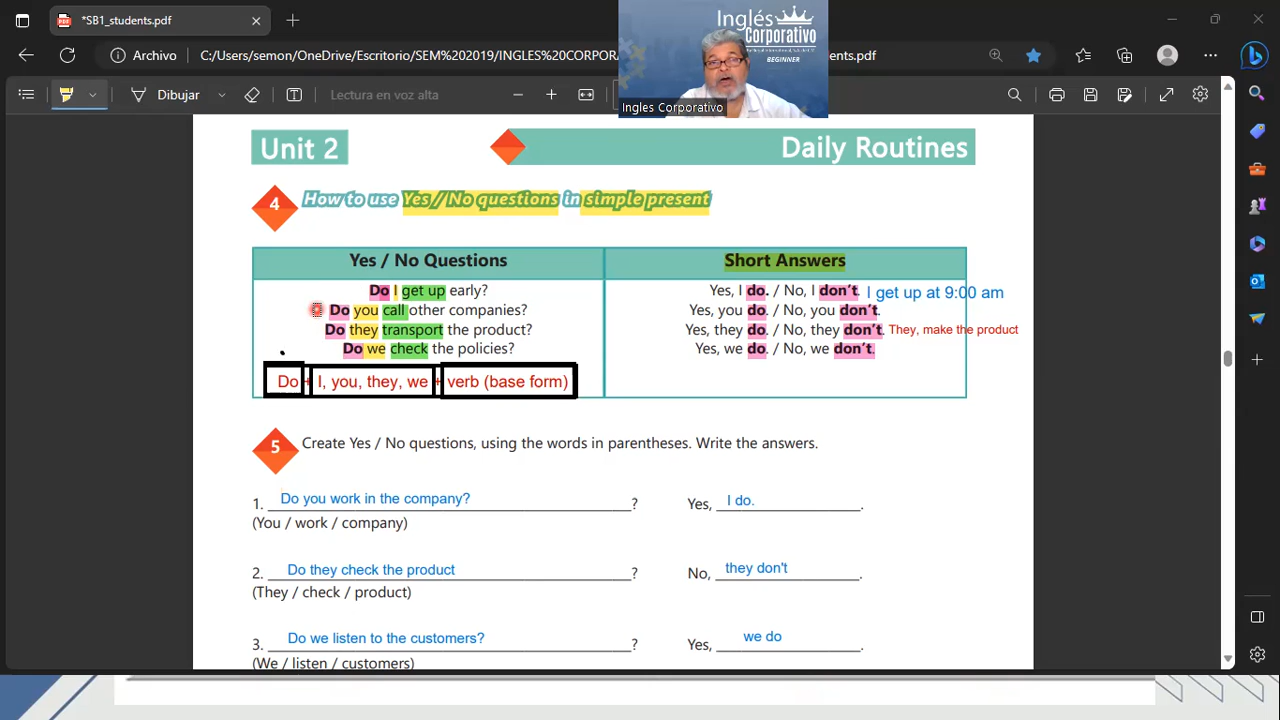 *SB1_students.pdf
Archivo
C:/Users/semon/OneDrive/Escritorio/SEM%202019/INGLES%20CORPORA
ents.pdf
Inglés
Corporativo
BEGINNER
Ingles Corporativo
Dibujar
Lectura en voz alta
Unit 2
Daily Routines
4
How to use Yes / No questions in simple present
Yes / No Questions
Short Answers
Do I get up early?
Yes, I do. / No, I don't. I get up at 9:00 am
Do you call other companies?
Yes, you do. / No, you don't.
Do they transport the product?
Yes, they do. / No, they don't. They, make the product
Do we check the policies?
Yes, we do. / No, we don't.
Do + I, you, they, we + verb (base form)
5
Create Yes / No questions, using the words in parentheses. Write the answers.
1. Do you work in the company? ?
Yes, I do. .
(You / work / company)
2. Do they check the product ?
No, they don't .
(They / check / product)
3. Do we listen to the customers? ?
Yes, we do .
(We / listen / customers)